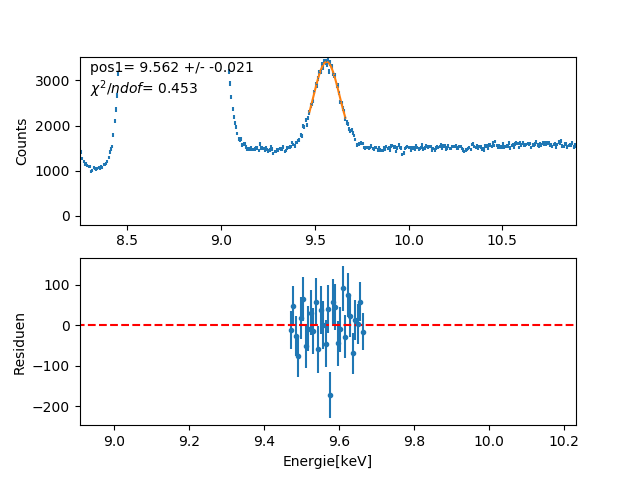 pos1= 9.562 +/- -0.021
χ²/ndof= 0.453
3000
2000
1000
0
Counts
8.5 9.0 9.5 10.0 10.5
100
0
−100
−200
Residuen
9.0 9.2 9.4 9.6 9.8 10.0 10.2
Energie[keV]